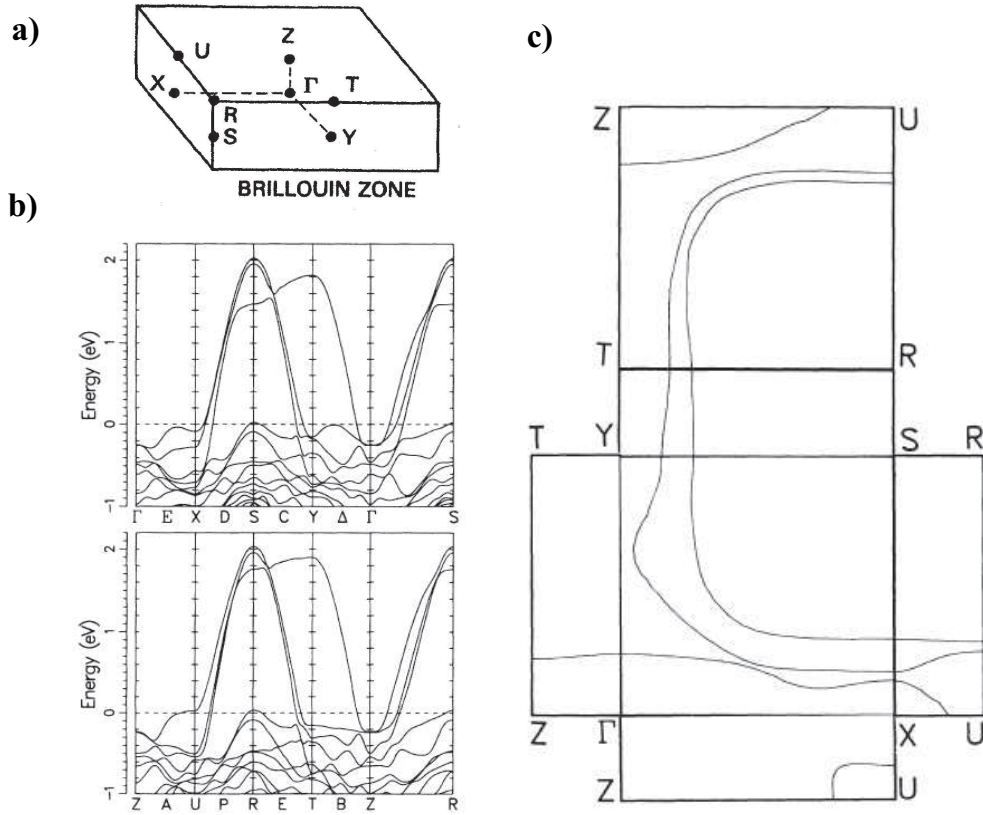 a)
Z
U
X
Γ
T
R
S
Y
BRILLOUIN ZONE
b)
Energy (eV)
2
1
0
-1
Γ E X D S C Y Δ Γ S
Energy (eV)
2
1
0
-1
Z A U P R E T B Z R
c)
Z U
T R
T Y S R
Z Γ X U
Z U